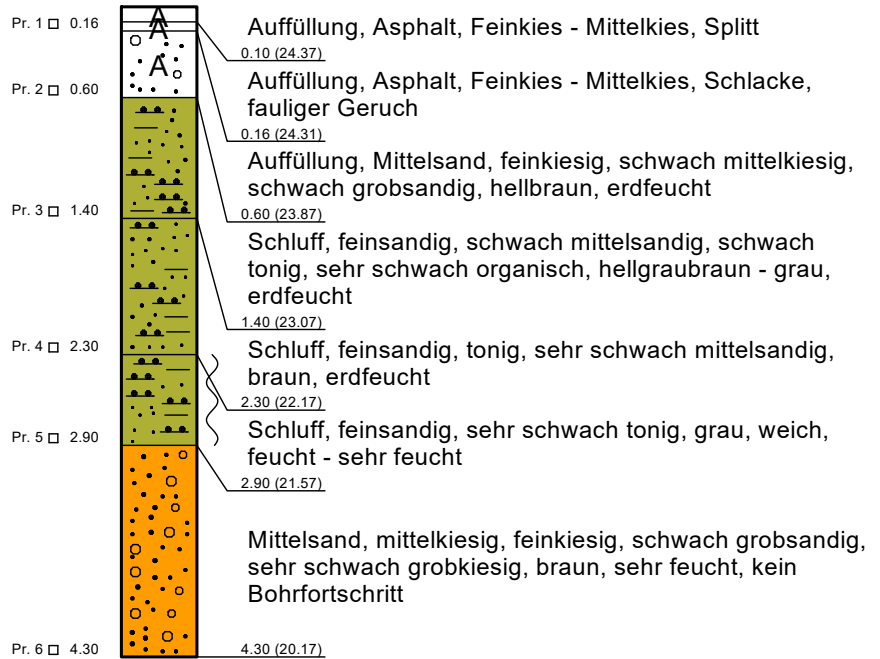 A
Pr. 1 0.16
A
Auffüllung, Asphalt, Feinkies - Mittelkies, Splitt
0.10 (24.37)
A
Pr. 2 0.60
Auffüllung, Asphalt, Feinkies - Mittelkies, Schlacke,
fauliger Geruch
0.16 (24.31)
Auffüllung, Mittelsand, feinkiesig, schwach mittelkiesig,
schwach grobsandig, hellbraun, erdfeucht
Pr. 3 1.40
0.60 (23.87)
Schluff, feinsandig, schwach mittelsandig, schwach
tonig, sehr schwach organisch, hellgraubraun - grau,
erdfeucht
1.40 (23.07)
Pr. 4 2.30
Schluff, feinsandig, tonig, sehr schwach mittelsandig,
braun, erdfeucht
2.30 (22.17)
Pr. 5 2.90
Schluff, feinsandig, sehr schwach tonig, grau, weich,
feucht - sehr feucht
2.90 (21.57)
Mittelsand, mittelkiesig, feinkiesig, schwach grobsandig,
sehr schwach grobkiesig, braun, sehr feucht, kein
Bohrfortschritt
Pr. 6 4.30
4.30 (20.17)